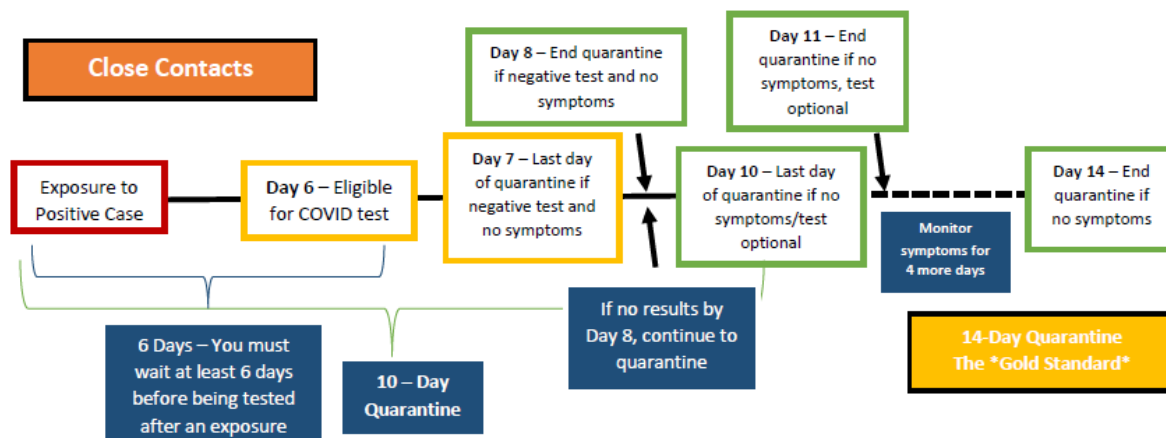 Close Contacts
Day 8 – End
quarantine
if negative test and no
symptoms
Day 11 – End
quarantine if no
symptoms, test
optional
Exposure to
Positive Case
Day 6 – Eligible
for COVID test
Day 7 – Last day
of quarantine if
negative test and
no symptoms
Day 10 – Last day
of quarantine if no
symptoms/test
optional
Day 14 – End
quarantine if
no symptoms
Monitor
symptoms for
4 more days
6 Days – You must
wait at least 6 days
before being tested
after an exposure
10 – Day
Quarantine
If no results by
Day 8, continue to
quarantine
14-Day Quarantine
The *Gold Standard*